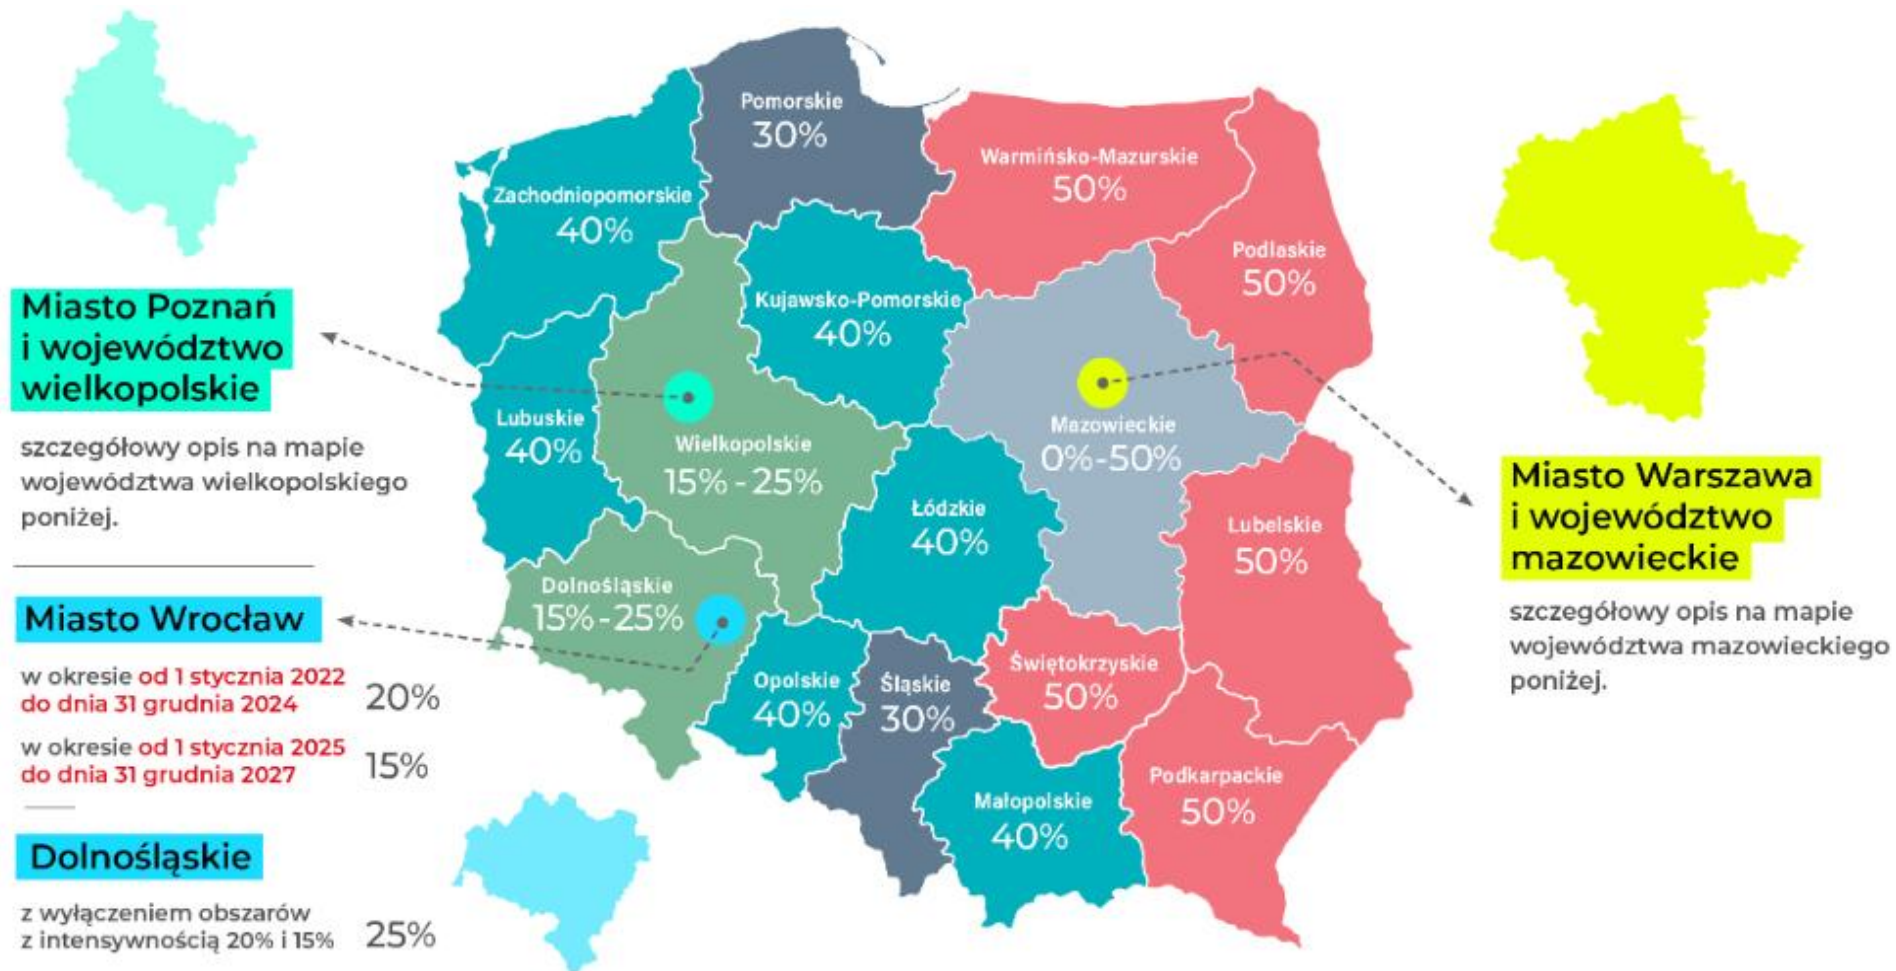 Miasto Poznań
i województwo
wielkopolskie
szczegółowy opis na mapie
województwa wielkopolskiego
poniżej.
Miasto Wrocław
w okresie od 1 stycznia 2022
do dnia 31 grudnia 2024
20%
w okresie od 1 stycznia 2025
do dnia 31 grudnia 2027
15%
Dolnośląskie
z wyłączeniem obszarów
z intensywnością 20% i 15%
25%
Pomorskie
30%
Warmińsko-Mazurskie
50%
Zachodniopomorskie
40%
Podlaskie
50%
Kujawsko-Pomorskie
40%
Lubuskie
40%
Wielkopolskie
15% - 25%
Mazowieckie
0%-50%
Łódzkie
40%
Lubelskie
50%
Dolnośląskie
15%-25%
Opolskie
40%
Śląskie
30%
Świętokrzyskie
50%
Małopolskie
40%
Podkarpackie
50%
Miasto Warszawa
i województwo
mazowieckie
szczegółowy opis na mapie
województwa mazowieckiego
poniżej.